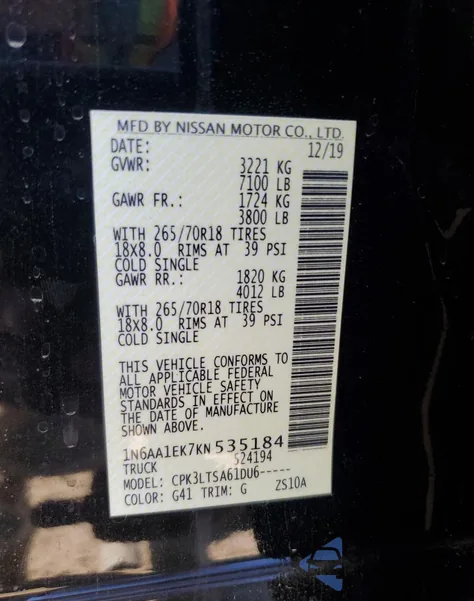 MFD BY NISSAN MOTOR CO., LTD.
DATE: 12/19
GVWR: 3221 KG
7100 LB
GAWR FR.: 1724 KG
3800 LB
WITH 265/70R18 TIRES
18X8.0 RIMS AT 39 PSI
COLD SINGLE
GAWR RR.: 1820 KG
4012 LB
WITH 265/70R18 TIRES
18X8.0 RIMS AT 39 PSI
COLD SINGLE
THIS VEHICLE CONFORMS TO
ALL APPLICABLE FEDERAL
MOTOR VEHICLE SAFETY
STANDARDS IN EFFECT ON
THE DATE OF MANUFACTURE
SHOWN ABOVE.
1N6AA1EK7KN535184
TRUCK 524194
MODEL: CPK3LTSA61DU6-----
COLOR: G41 TRIM: G ZS10A